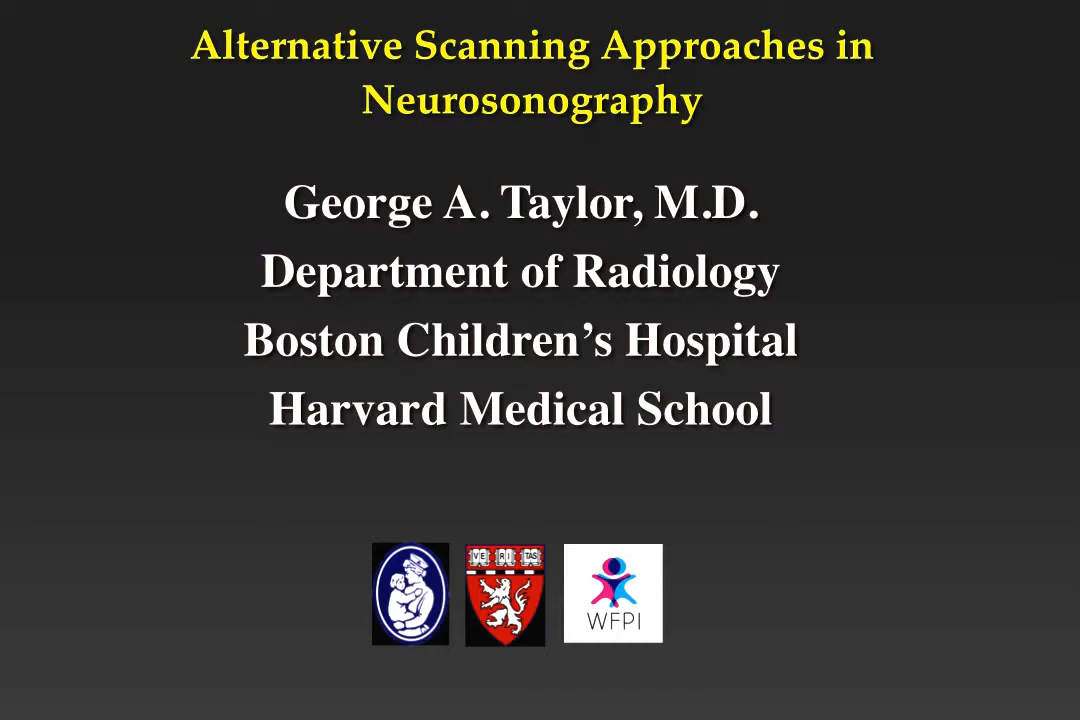 Alternative Scanning Approaches in
Neurosonography
George A. Taylor, M.D.
Department of Radiology
Boston Children’s Hospital
Harvard Medical School
VE RI TAS
WFPI